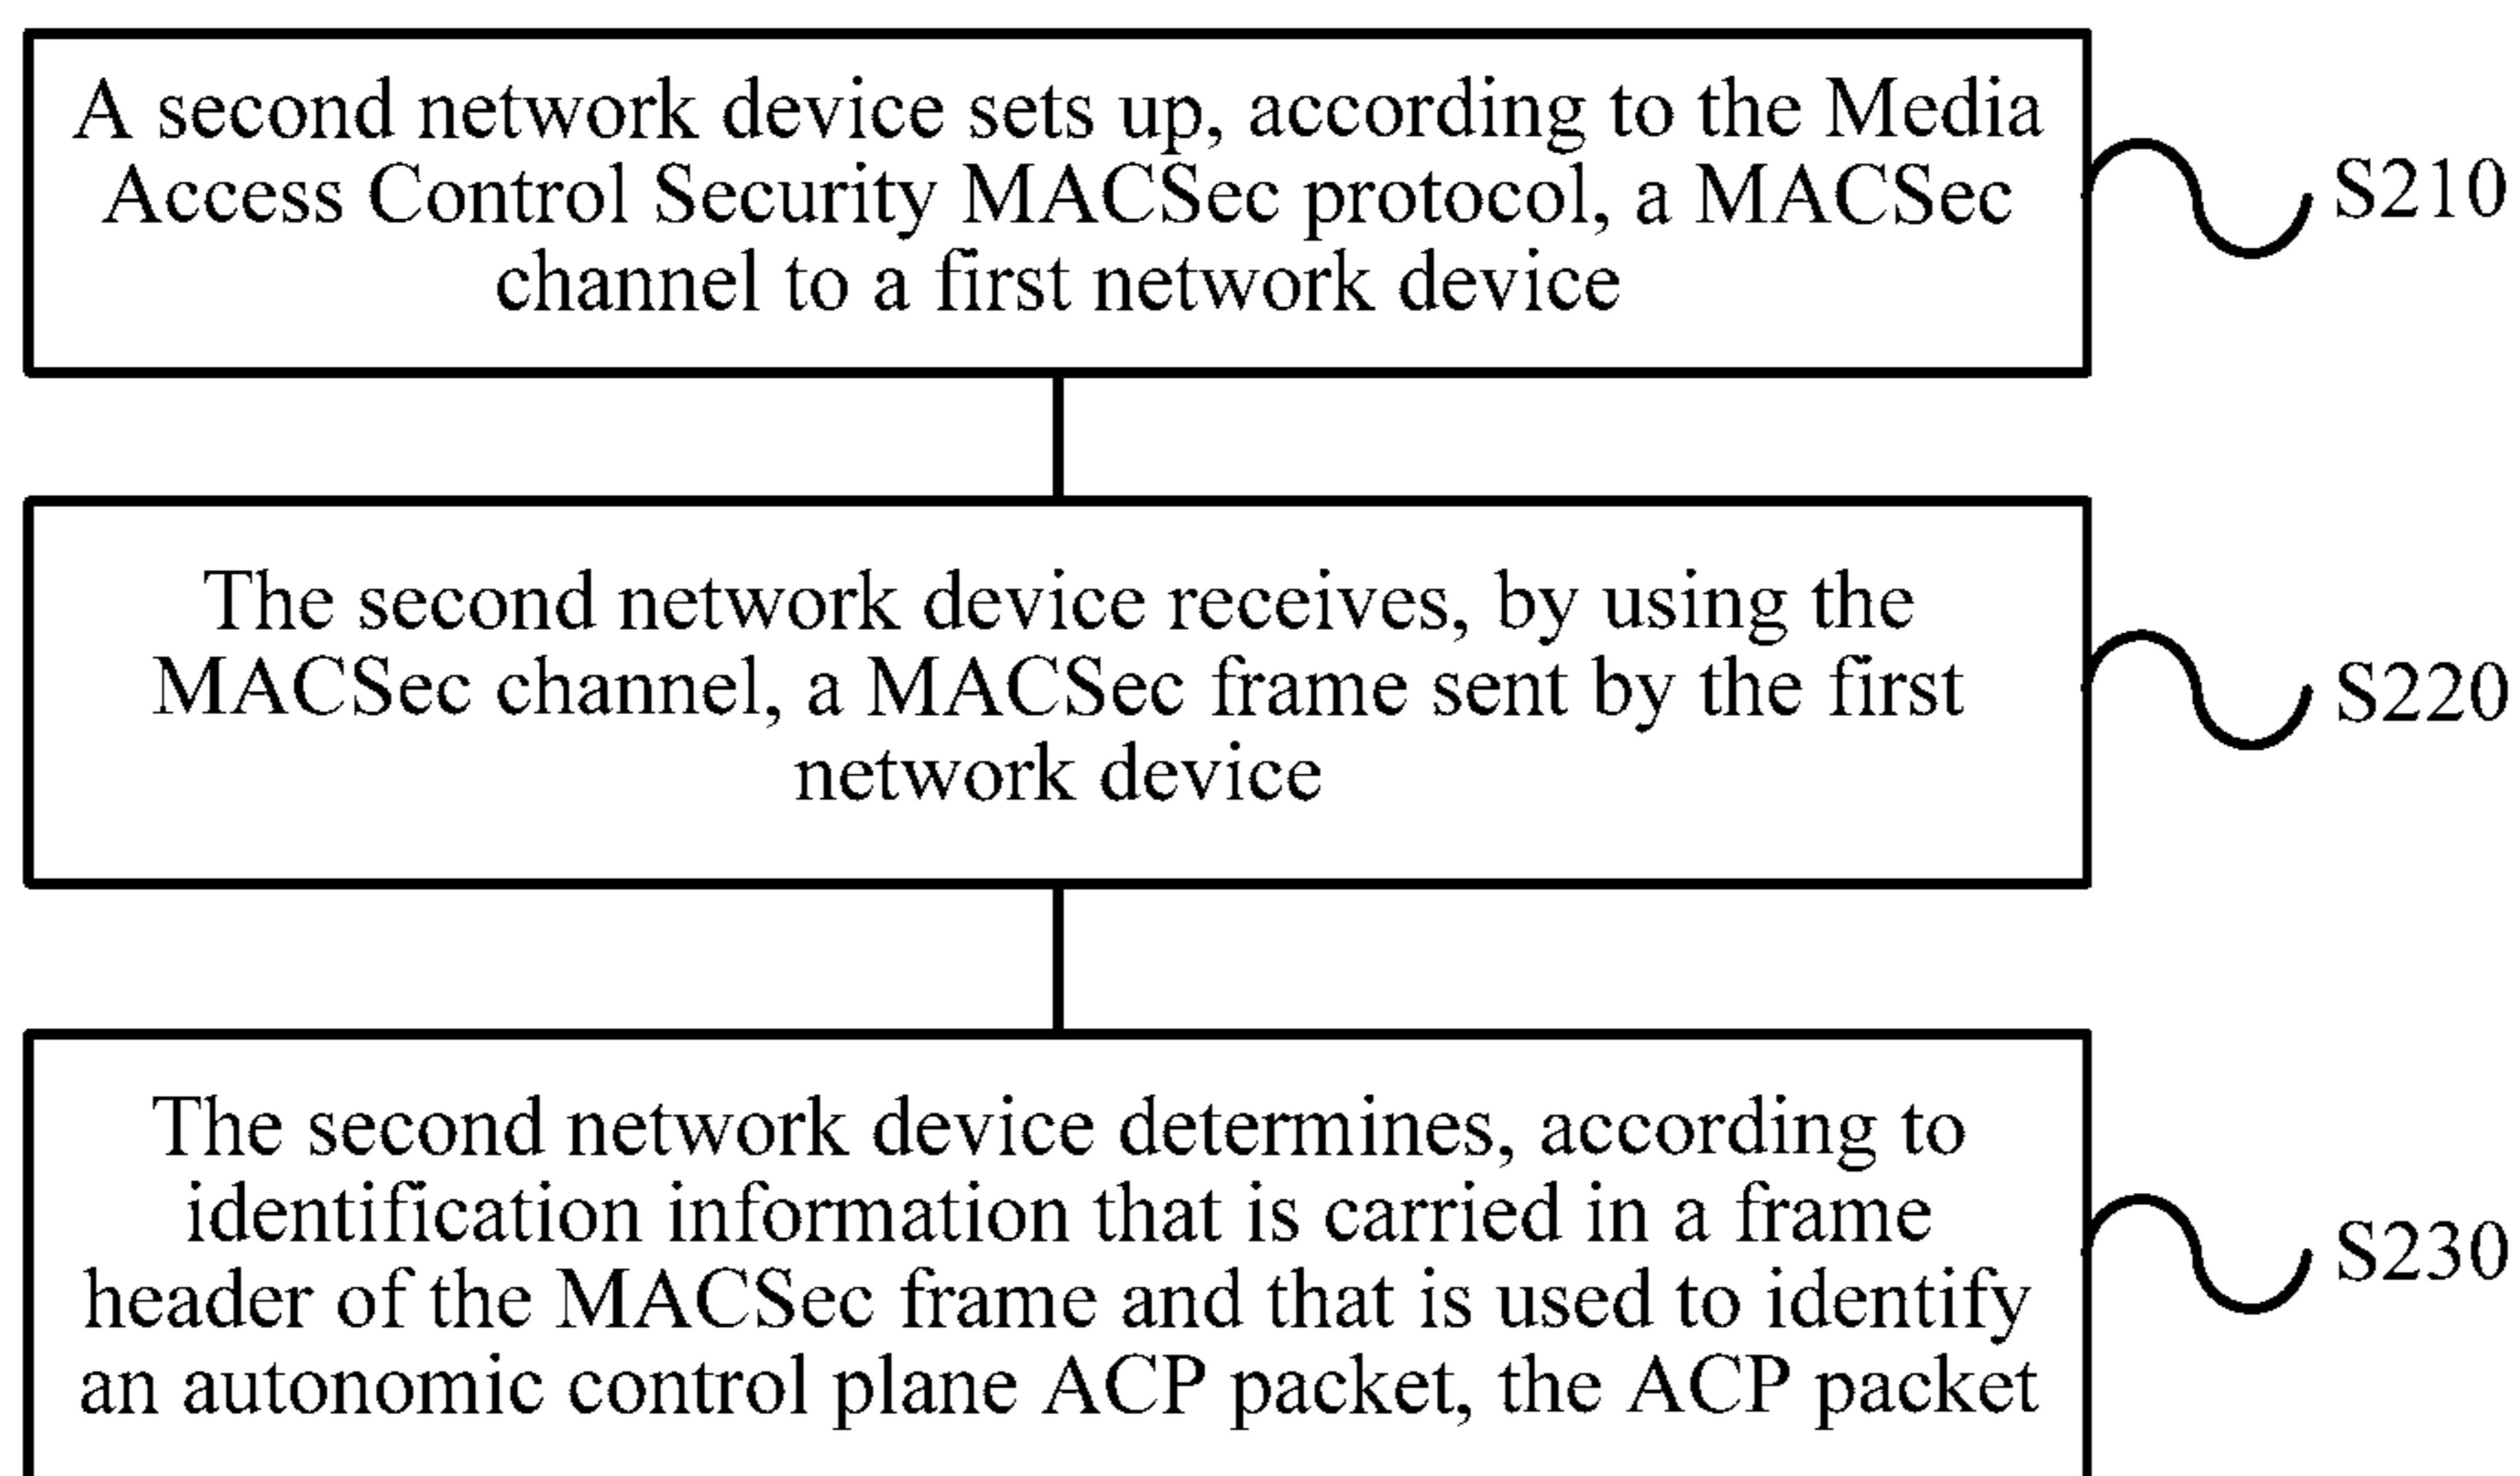 A second network device sets up, according to the Media
Access Control Security MACSec protocol, a MACSec
channel to a first network device
S210
The second network device receives, by using the
MACSec channel, a MACSec frame sent by the first
network device
S220
The second network device determines, according to
identification information that is carried in a frame
header of the MACSec frame and that is used to identify
an autonomic control plane ACP packet, the ACP packet
S230